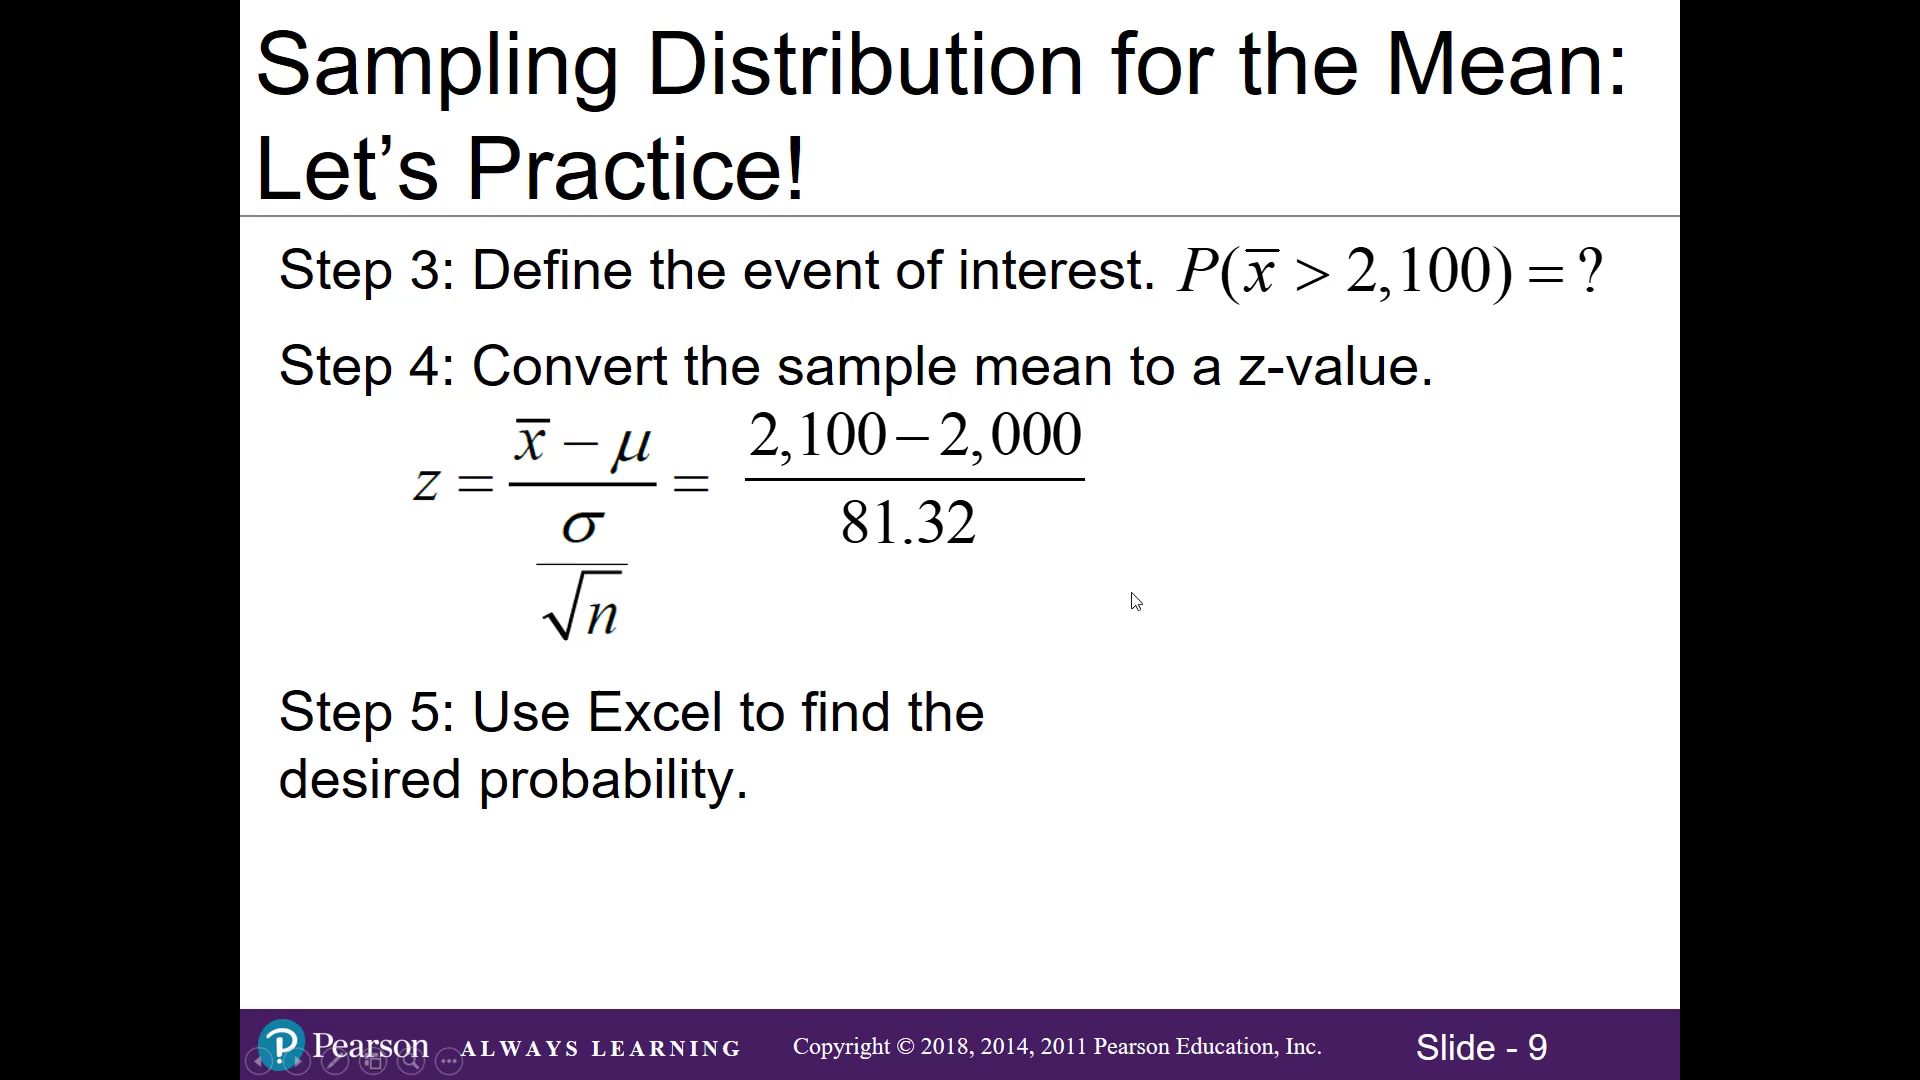 Sampling Distribution for the Mean:
Let’s Practice!
Step 3: Define the event of interest. P(x̅ > 2,100) = ?
Step 4: Convert the sample mean to a z-value.
z = (x̅ − μ) / (σ / √n) = (2,100 − 2,000) / 81.32
Step 5: Use Excel to find the
desired probability.
Pearson ALWAYS LEARNING Copyright © 2018, 2014, 2011 Pearson Education, Inc. Slide - 9